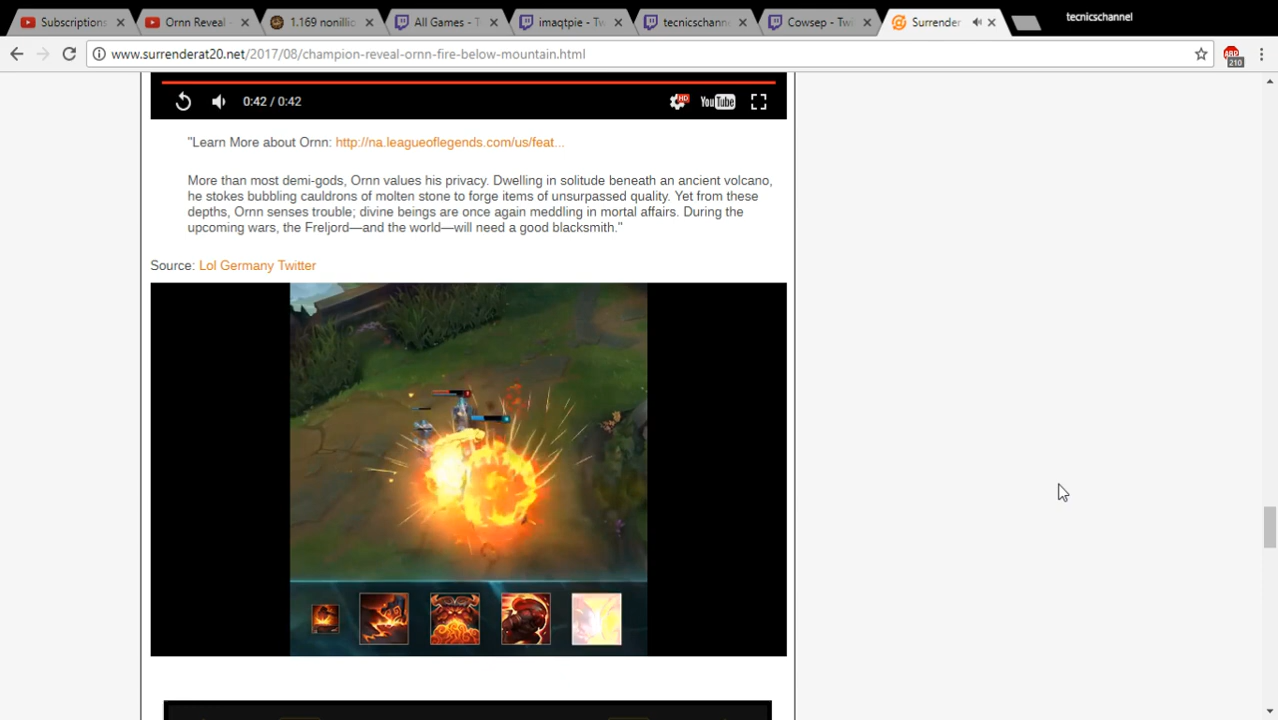 Subscriptions
Ornn Reveal -
1.169 nonillic
All Games - T
imaqtpie - Tw
tecnicschann
Cowsep - Twi
Surrender
tecnicschannel
www.surrenderat20.net/2017/08/champion-reveal-ornn-fire-below-mountain.html
ABP
210
0:42 / 0:42
HD
YouTube
"Learn More about Ornn: http://na.leagueoflegends.com/us/feat...
More than most demi-gods, Ornn values his privacy. Dwelling in solitude beneath an ancient volcano,
he stokes bubbling cauldrons of molten stone to forge items of unsurpassed quality. Yet from these
depths, Ornn senses trouble; divine beings are once again meddling in mortal affairs. During the
upcoming wars, the Freljord—and the world—will need a good blacksmith."
Source: Lol Germany Twitter